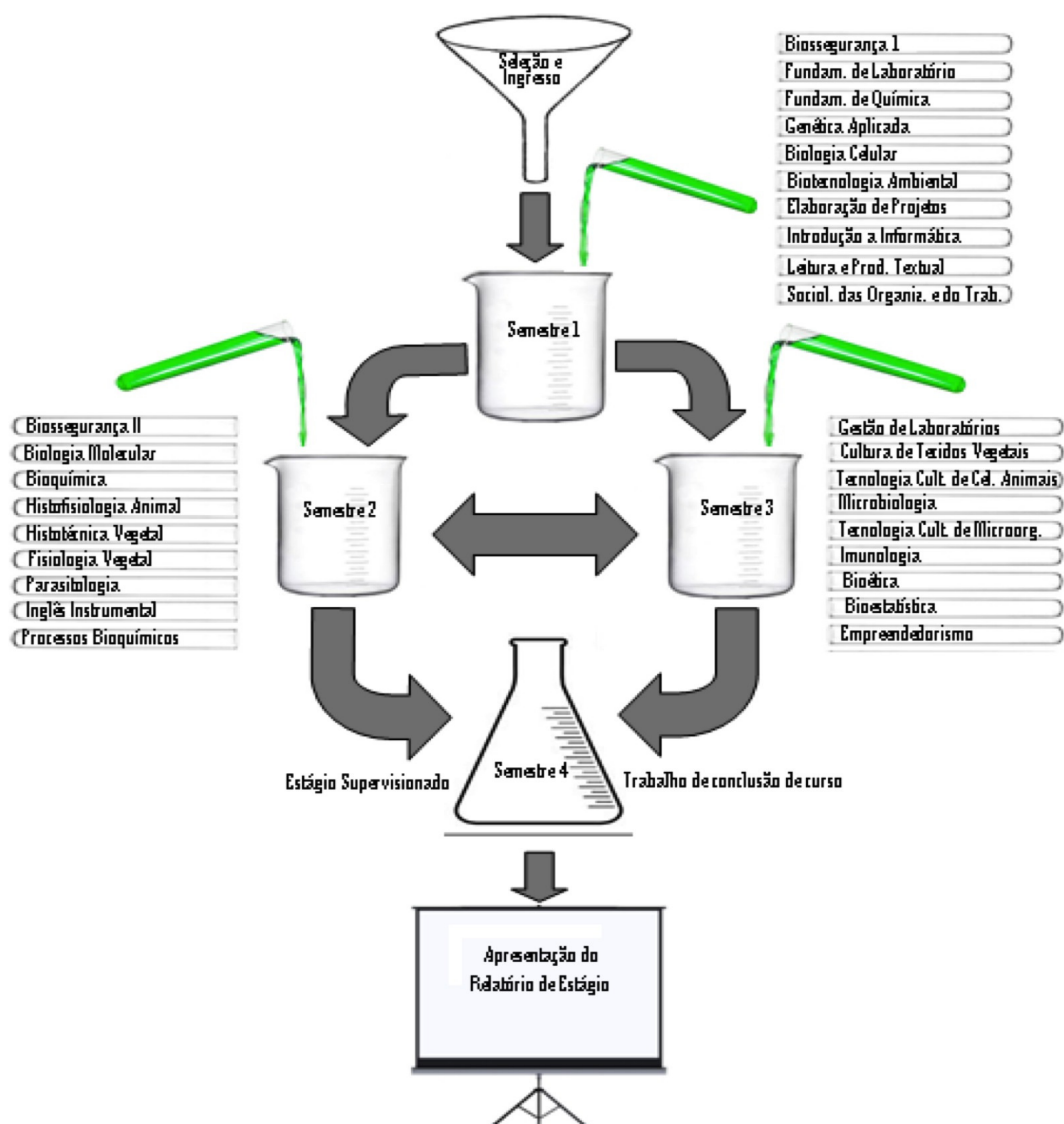 Seleção e
Ingresso
Biossegurança I
Fundam. de Laboratório
Fundam. de Química
Genética Aplicada
Biologia Celular
Biotecnologia Ambiental
Elaboração de Projetos
Introdução a Informática
Leitura e Prod. Textual
Sociol. das Organiz. e do Trab.
Semestre 1
Biossegurança II
Biologia Molecular
Bioquímica
Histofisiologia Animal
Histotécnica Vegetal
Fisiologia Vegetal
Parasitologia
Inglês Instrumental
Processos Bioquímicos
Semestre 2
Semestre 3
Gestão de Laboratórios
Cultura de Tecidos Vegetais
Tecnologia Cult. de Cel. Animais
Microbiologia
Tecnologia Cult. de Microorg.
Imunologia
Bioética
Bioestatística
Empreendedorismo
Estágio Supervisionado
Semestre 4
Trabalho de conclusão de curso
Apresentação do
Relatório de Estágio